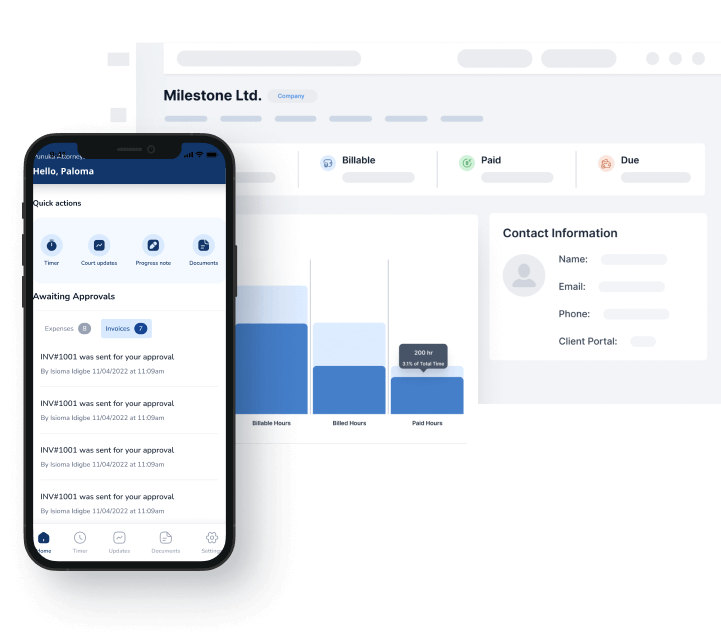 Milestone Ltd.
Company
Billable
Paid
Due
Contact Information
Name:
Email:
Phone:
Client Portal:
200 hr
3.1% of Total Time
Billable Hours
Billed Hours
Paid Hours
Attorney
Hello, Paloma
Quick actions
Timer
Court updates
Progress note
Documents
Awaiting Approvals
Expenses 8
Invoices 7
INV#1001 was sent for your approval
By Isioma Idigbe 11/04/2022 at 11:09am
INV#1001 was sent for your approval
By Isioma Idigbe 11/04/2022 at 11:09am
INV#1001 was sent for your approval
By Isioma Idigbe 11/04/2022 at 11:09am
INV#1001 was sent for your approval
By Isioma Idigbe 11/04/2022 at 11:09am
Home
Timer
Updates
Documents
Settings